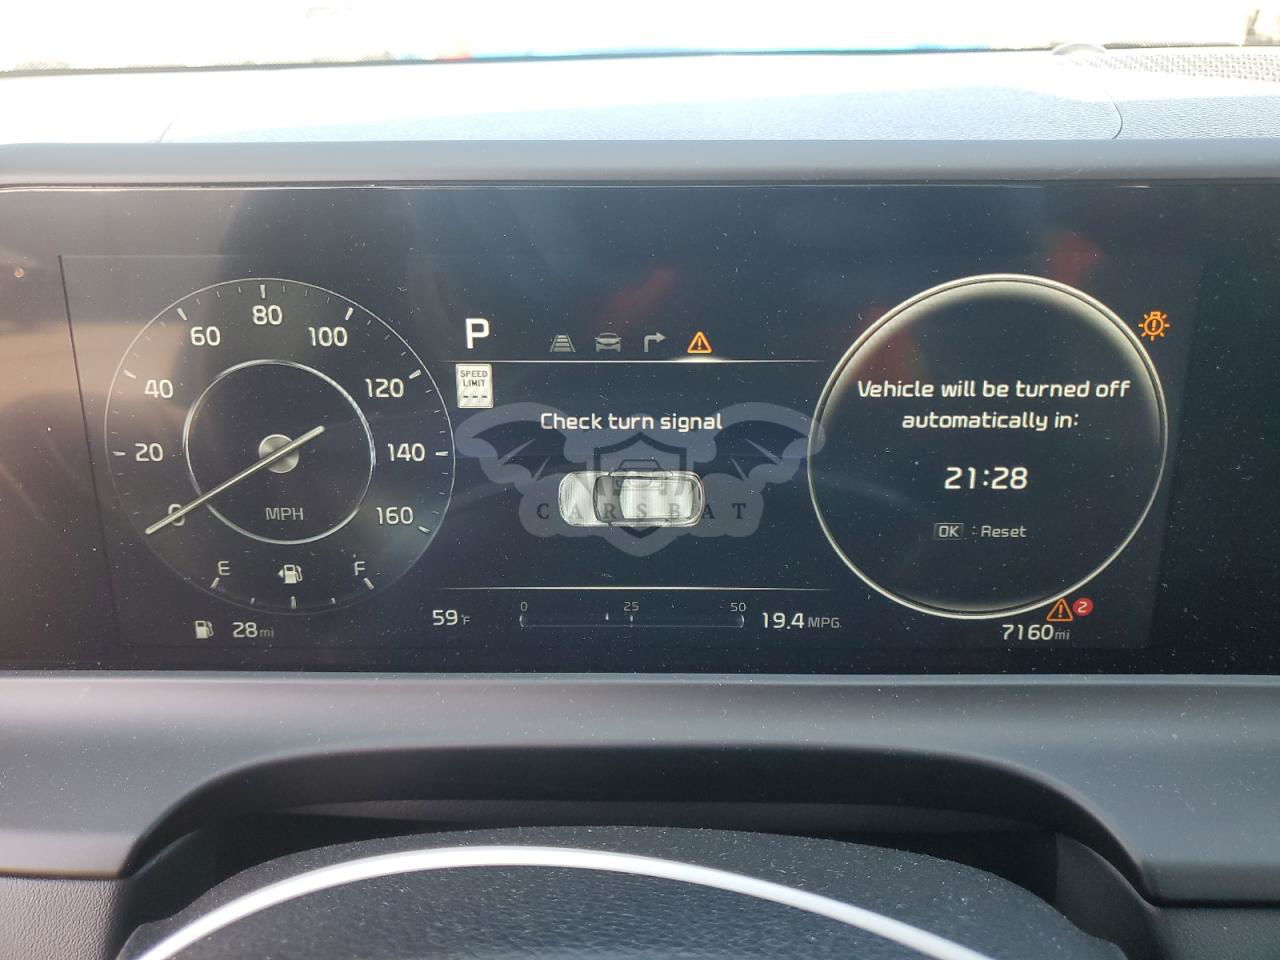 80
60
100
40
120
20
140
0
160
MPH
E
F
28mi
P
SPEED
LIMIT
---
Check turn signal
CARSBAT
59°F
0
25
50
19.4 MPG
Vehicle will be turned off
automatically in:
21:28
OK : Reset
2
7160mi